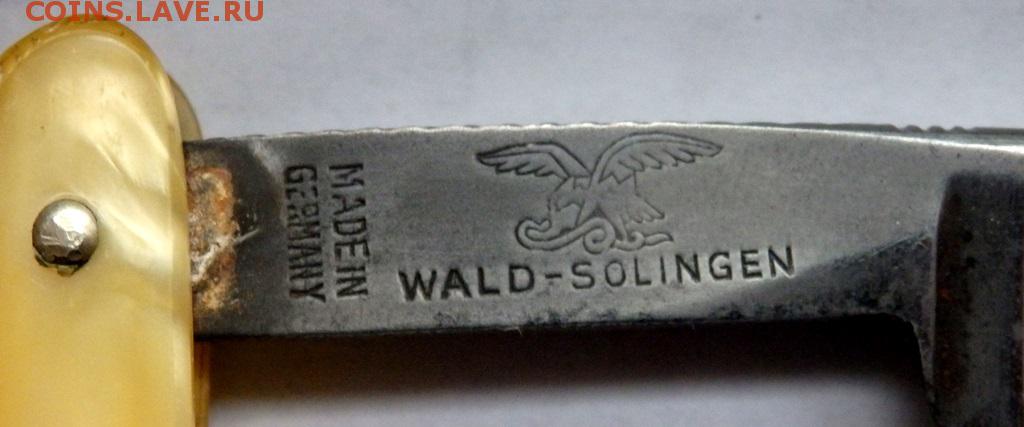 COINS.LAVE.RU
MADE IN
GERMANY
WALD-SOLINGEN